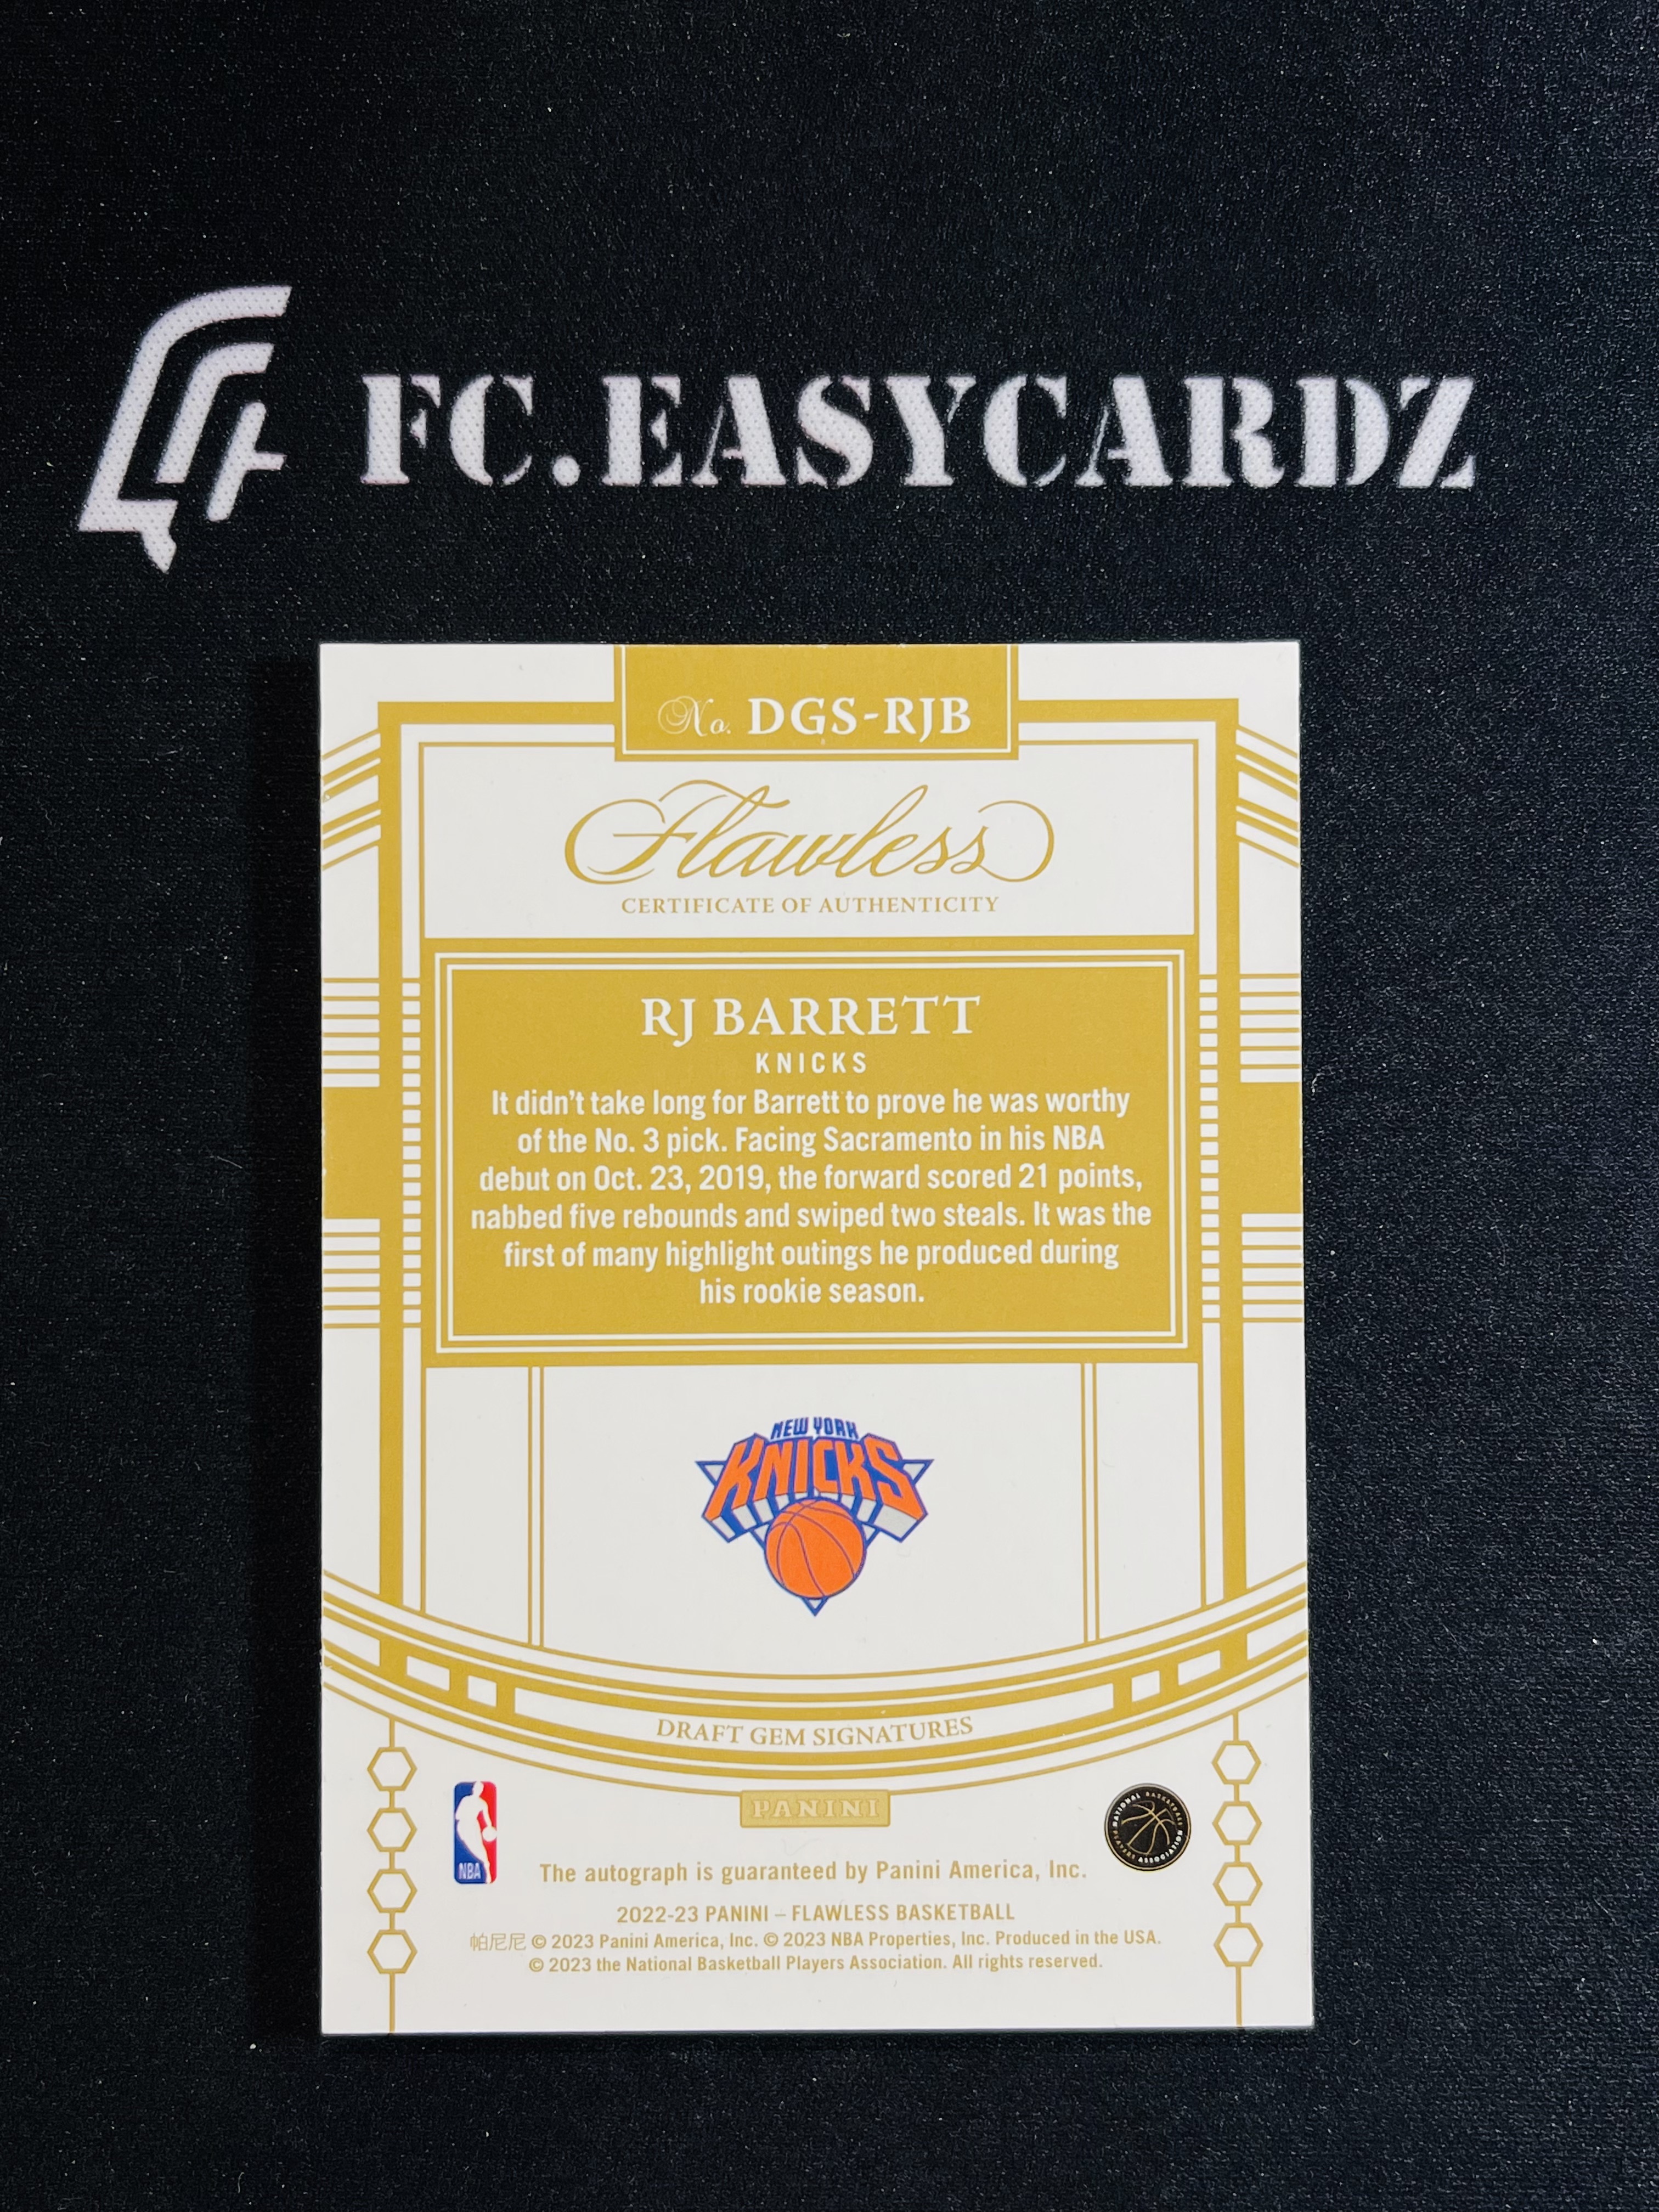 FC.EASYCARDZ
No. DGS-RJB
Flawless
CERTIFICATE OF AUTHENTICITY
RJ BARRETT
KNICKS
It didn't take long for Barrett to prove he was worthy
of the No. 3 pick. Facing Sacramento in his NBA
debut on Oct. 23, 2019, the forward scored 21 points,
nabbed five rebounds and swiped two steals. It was the
first of many highlight outings he produced during
his rookie season.
NEW YORK
KNICKS
DRAFT GEM SIGNATURES
PANINI
NBA
NATIONAL BASKETBALL PLAYERS ASSOCIATION
The autograph is guaranteed by Panini America, Inc.
2022-23 PANINI – FLAWLESS BASKETBALL
帕尼尼 © 2023 Panini America, Inc. © 2023 NBA Properties, Inc. Produced in the USA.
© 2023 the National Basketball Players Association. All rights reserved.